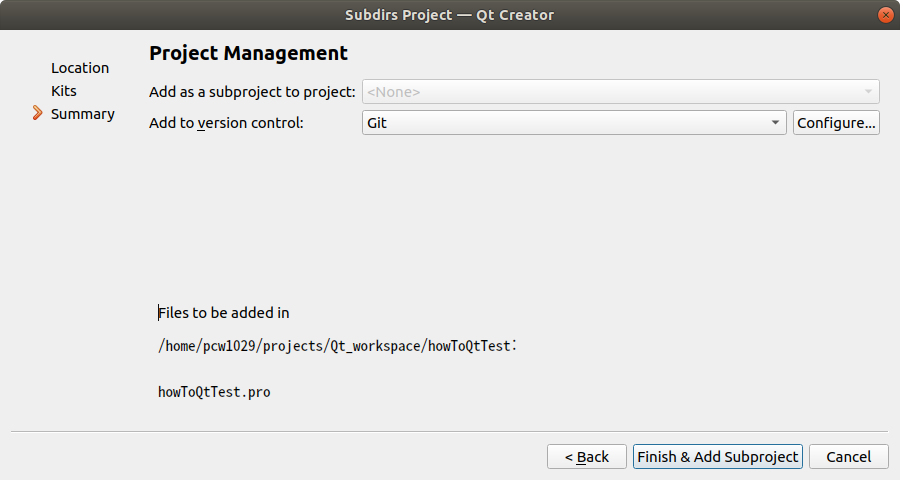 Subdirs Project — Qt Creator
Location
Kits
Summary
Project Management
Add as a subproject to project: <None>
Add to version control: Git Configure...
Files to be added in
/home/pcw1029/projects/Qt_workspace/howToQtTest:
howToQtTest.pro
< Back Finish & Add Subproject Cancel